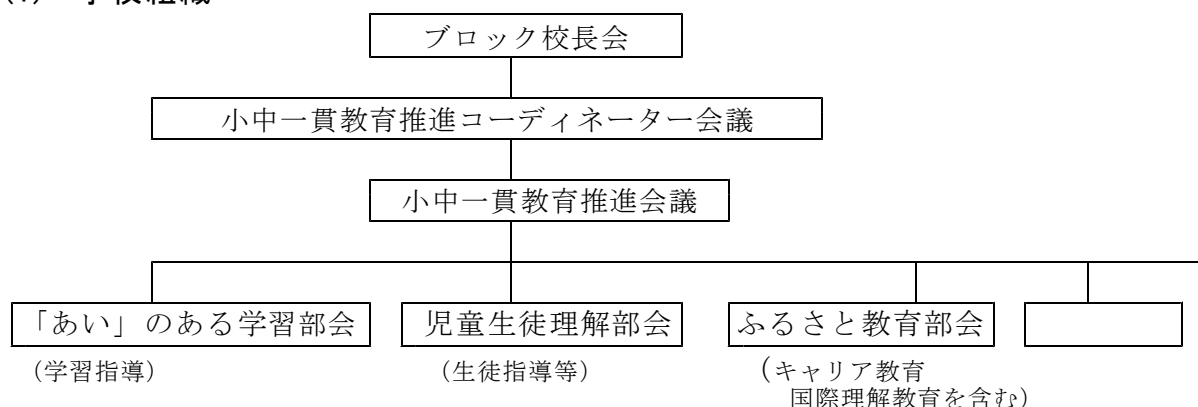 ブロック校長会
小中一貫教育推進コーディネーター会議
小中一貫教育推進会議
「あい」のある学習部会
児童生徒理解部会
ふるさと教育部会
(学習指導)
(生徒指導等)
(キャリア教育
国際理解教育を含む)